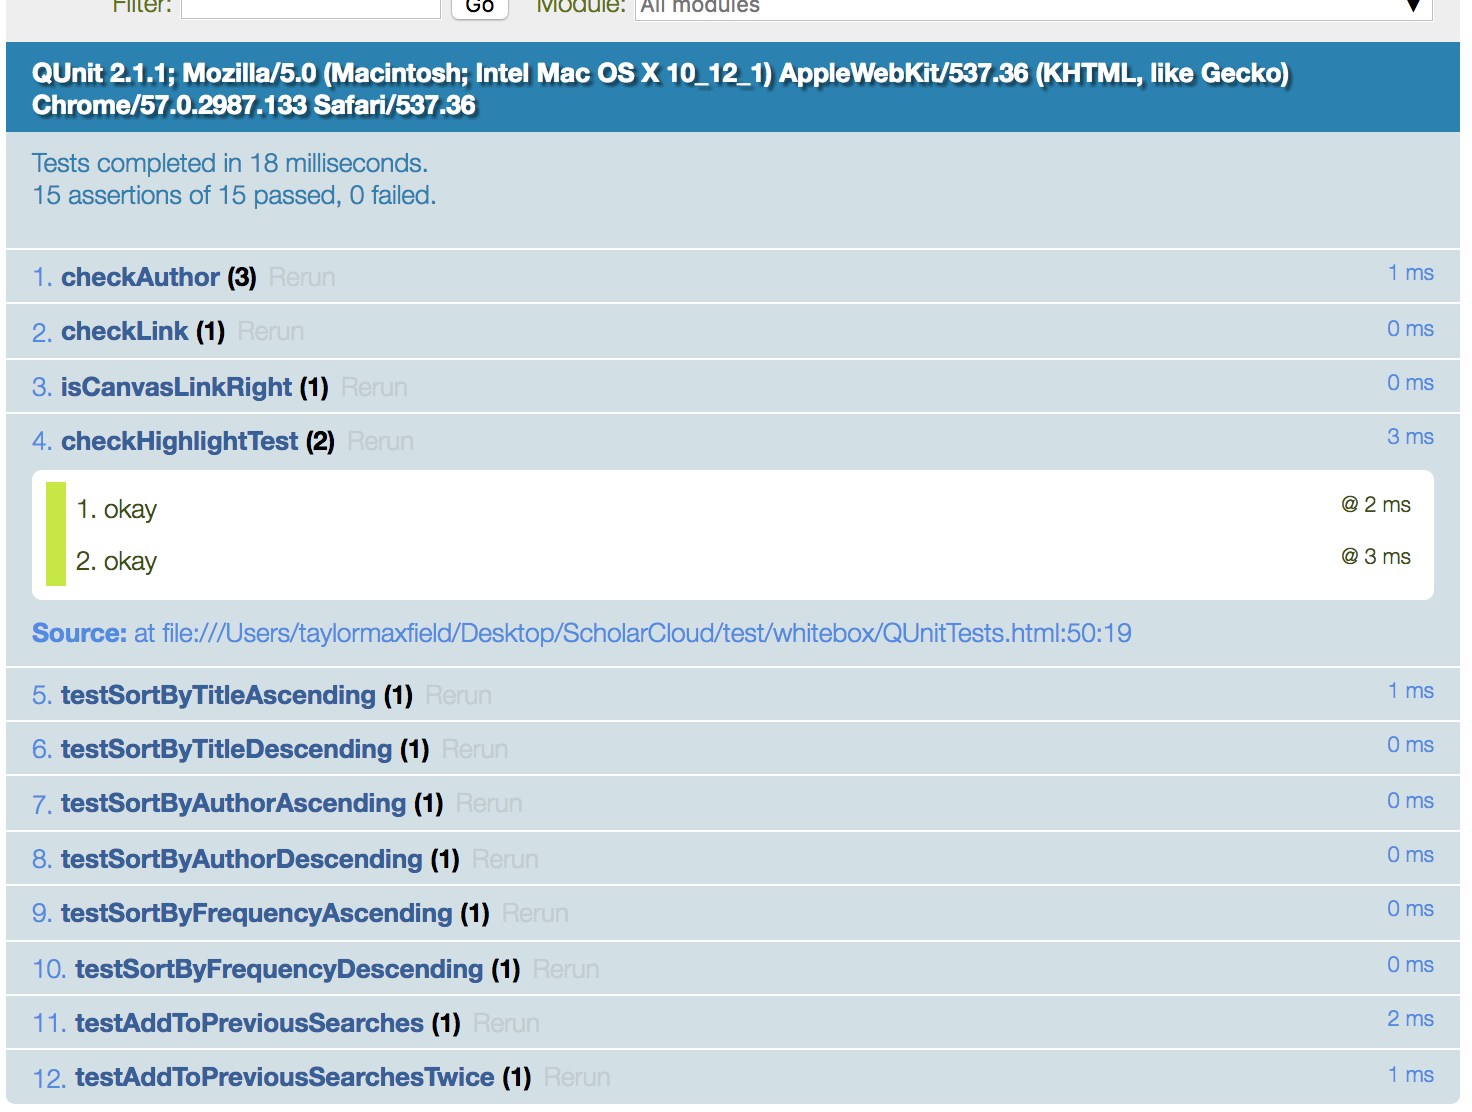 Filter: Go Module: All modules
QUnit 2.1.1; Mozilla/5.0 (Macintosh; Intel Mac OS X 10_12_1) AppleWebKit/537.36 (KHTML, like Gecko)
Chrome/57.0.2987.133 Safari/537.36
Tests completed in 18 milliseconds.
15 assertions of 15 passed, 0 failed.
1. checkAuthor (3) Rerun 1 ms
2. checkLink (1) Rerun 0 ms
3. isCanvasLinkRight (1) Rerun 0 ms
4. checkHighlightTest (2) Rerun 3 ms
1. okay @ 2 ms
2. okay @ 3 ms
Source: at file:///Users/taylormaxfield/Desktop/ScholarCloud/test/whitebox/QUnitTests.html:50:19
5. testSortByTitleAscending (1) Rerun 1 ms
6. testSortByTitleDescending (1) Rerun 0 ms
7. testSortByAuthorAscending (1) Rerun 0 ms
8. testSortByAuthorDescending (1) Rerun 0 ms
9. testSortByFrequencyAscending (1) Rerun 0 ms
10. testSortByFrequencyDescending (1) Rerun 0 ms
11. testAddToPreviousSearches (1) Rerun 2 ms
12. testAddToPreviousSearchesTwice (1) Rerun 1 ms